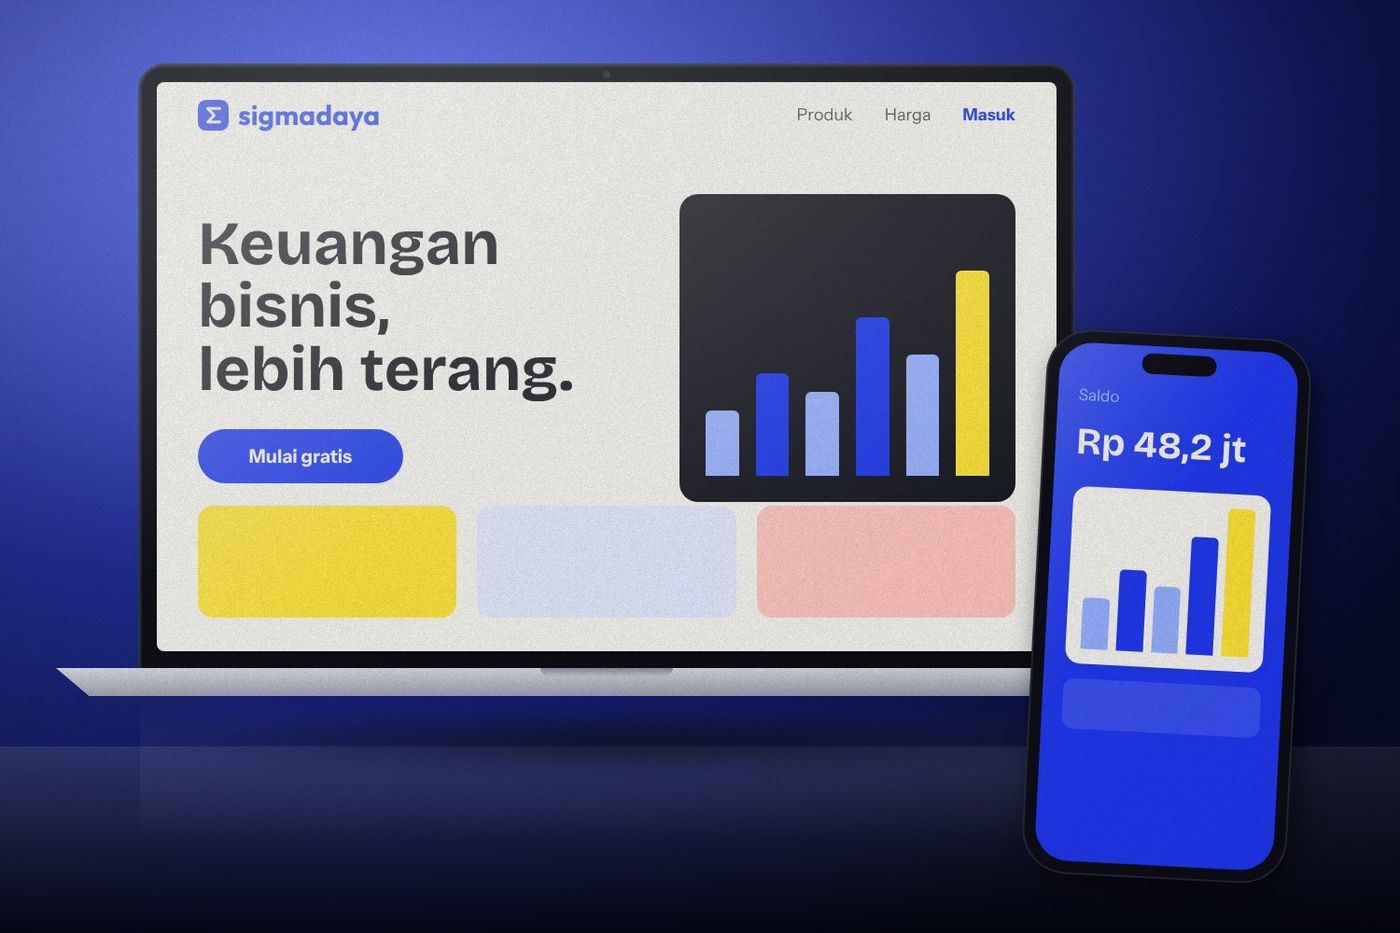 Σ sigmadaya
Produk Harga Masuk
Keuangan
bisnis,
lebih terang.
Mulai gratis
Saldo
Rp 48,2 jt